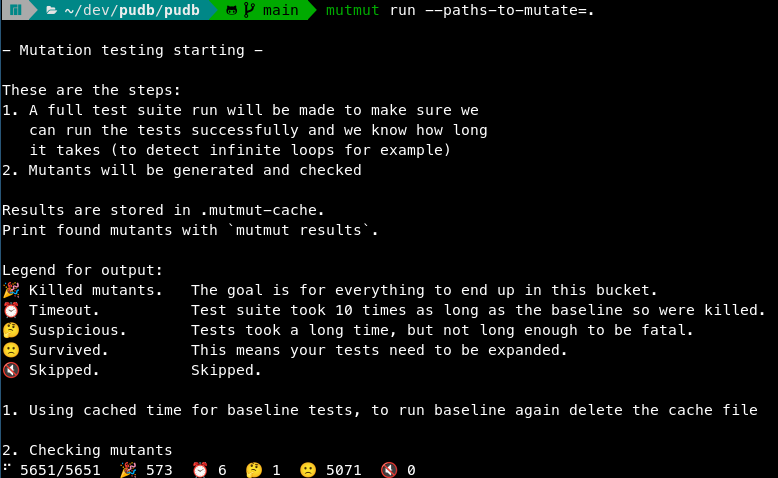 ~/dev/pudb/pudb main mutmut run --paths-to-mutate=.
- Mutation testing starting -
These are the steps:
1. A full test suite run will be made to make sure we
can run the tests successfully and we know how long
it takes (to detect infinite loops for example)
2. Mutants will be generated and checked
Results are stored in .mutmut-cache.
Print found mutants with `mutmut results`.
Legend for output:
🎉 Killed mutants. The goal is for everything to end up in this bucket.
⏰ Timeout. Test suite took 10 times as long as the baseline so were killed.
🤔 Suspicious. Tests took a long time, but not long enough to be fatal.
🙁 Survived. This means your tests need to be expanded.
🔇 Skipped. Skipped.
1. Using cached time for baseline tests, to run baseline again delete the cache file
2. Checking mutants
⠋ 5651/5651 🎉 573 ⏰ 6 🤔 1 🙁 5071 🔇 0